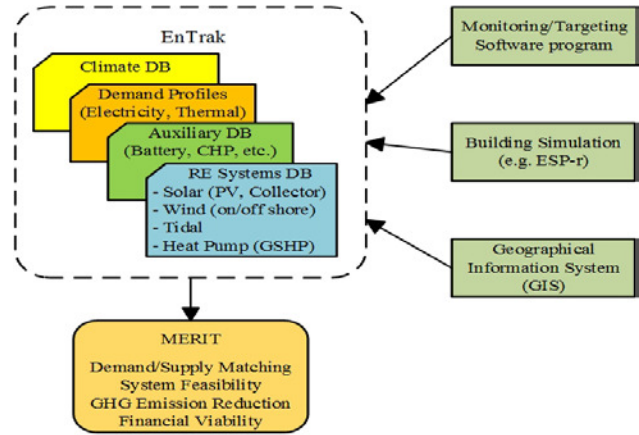 EnTrak
Climate DB
Demand Profiles
(Electricity, Thermal)
Auxiliary DB
(Battery, CHP, etc.)
RE Systems DB
- Solar (PV, Collector)
- Wind (on/off shore)
- Tidal
- Heat Pump (GSHP)
Monitoring/Targeting
Software program
Building Simulation
(e.g. ESP-r)
Geographical
Information System
(GIS)
MERIT
Demand/Supply Matching
System Feasibility
GHG Emission Reduction
Financial Viability